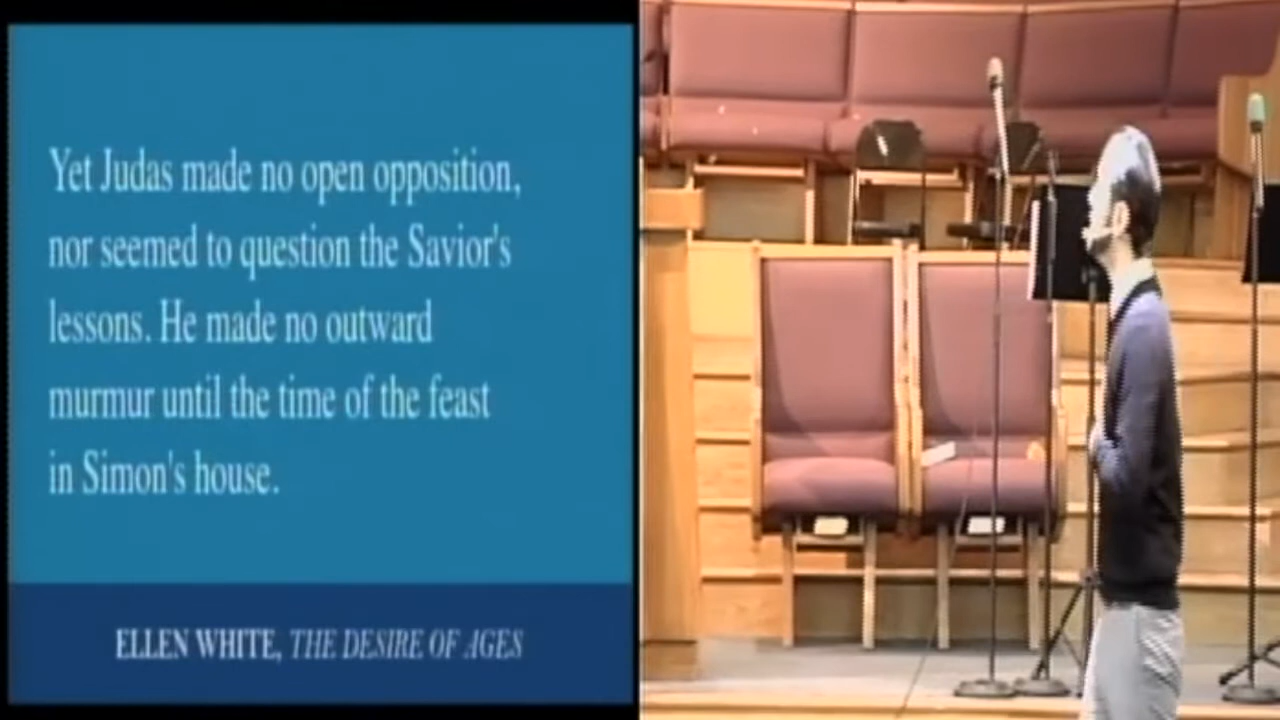 Yet Judas made no open opposition,
nor seemed to question the Savior's
lessons. He made no outward
murmur until the time of the feast
in Simon's house.
ELLEN WHITE, THE DESIRE OF AGES